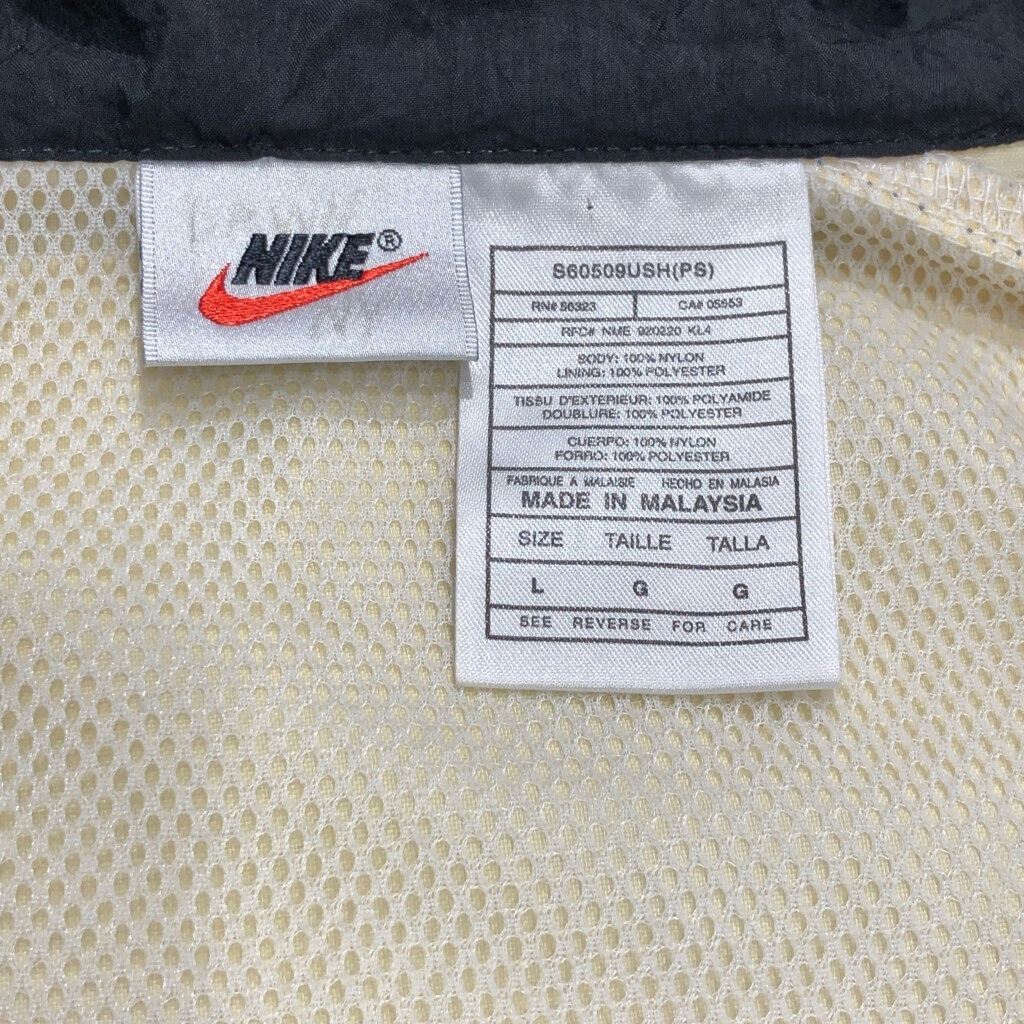 NIKE®
S60509USH(PS)
RN# 56323 CA# 05553
RFC# NME 920220 KL4
BODY: 100% NYLON
LINING: 100% POLYESTER
TISSU D'EXTERIEUR: 100% POLYAMIDE
DOUBLURE: 100% POLYESTER
CUERPO: 100% NYLON
FORRO: 100% POLYESTER
FABRIQUE A MALAISIE HECHO EN MALASIA
MADE IN MALAYSIA
SIZE TAILLE TALLA
L G G
SEE REVERSE FOR CARE